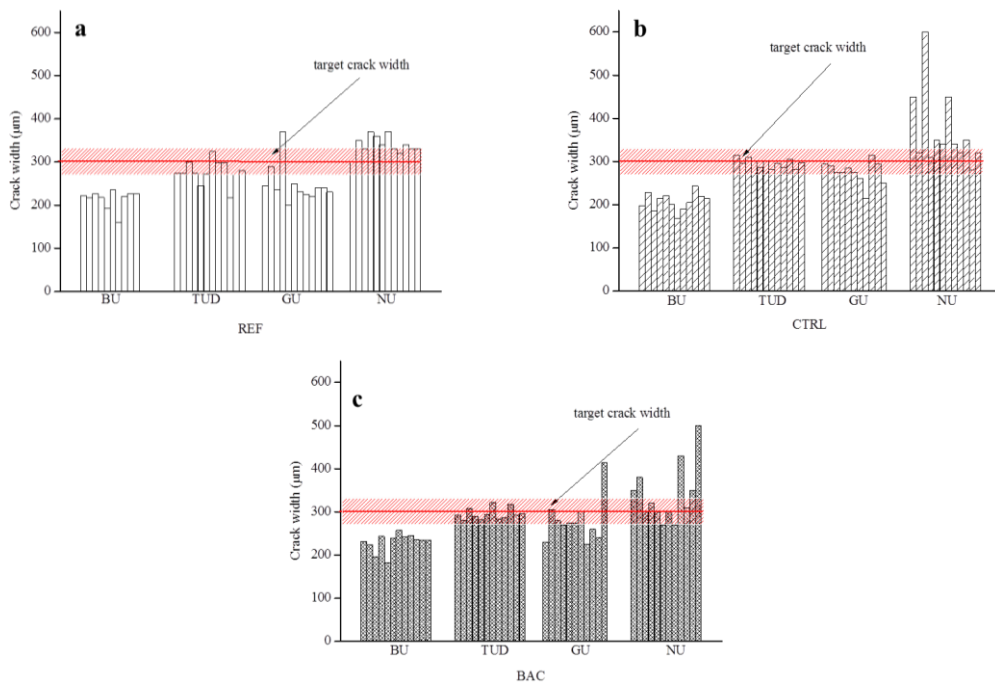 a
600
500
400
300
200
100
0
Crack width (µm)
target crack width
BU TUD GU NU
REF
b
600
500
400
300
200
100
0
Crack width (µm)
target crack width
BU TUD GU NU
CTRL
c
600
500
400
300
200
100
0
Crack width (µm)
target crack width
BU TUD GU NU
BAC